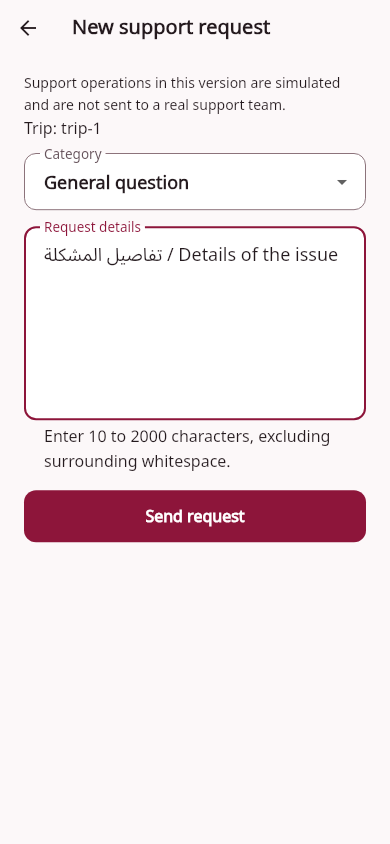 New support request
Support operations in this version are simulated
and are not sent to a real support team.
Trip: trip-1
Category
General question
Request details
تفاصيل المشكلة / Details of the issue
Enter 10 to 2000 characters, excluding
surrounding whitespace.
Send request